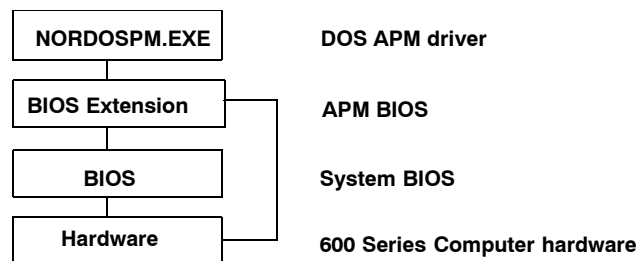 NORDOSPM.EXE DOS APM driver
BIOS Extension APM BIOS
BIOS System BIOS
Hardware 600 Series Computer hardware